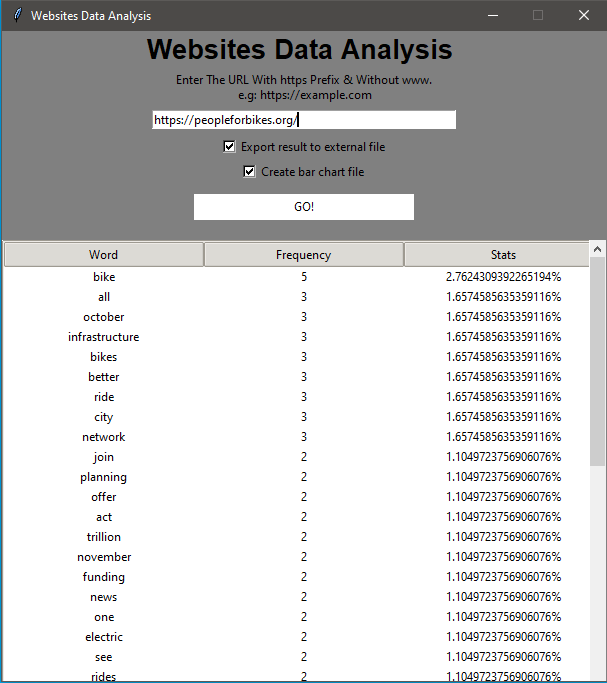 Websites Data Analysis
Websites Data Analysis
Enter The URL With https Prefix & Without www.
e.g: https://example.com
https://peopleforbikes.org/
Export result to external file
Create bar chart file
GO!
Word Frequency Stats
bike 5 2.7624309392265194%
all 3 1.6574585635359116%
october 3 1.6574585635359116%
infrastructure 3 1.6574585635359116%
bikes 3 1.6574585635359116%
better 3 1.6574585635359116%
ride 3 1.6574585635359116%
city 3 1.6574585635359116%
network 3 1.6574585635359116%
join 2 1.1049723756906076%
planning 2 1.1049723756906076%
offer 2 1.1049723756906076%
act 2 1.1049723756906076%
trillion 2 1.1049723756906076%
november 2 1.1049723756906076%
funding 2 1.1049723756906076%
news 2 1.1049723756906076%
one 2 1.1049723756906076%
electric 2 1.1049723756906076%
see 2 1.1049723756906076%
rides 2 1.1049723756906076%